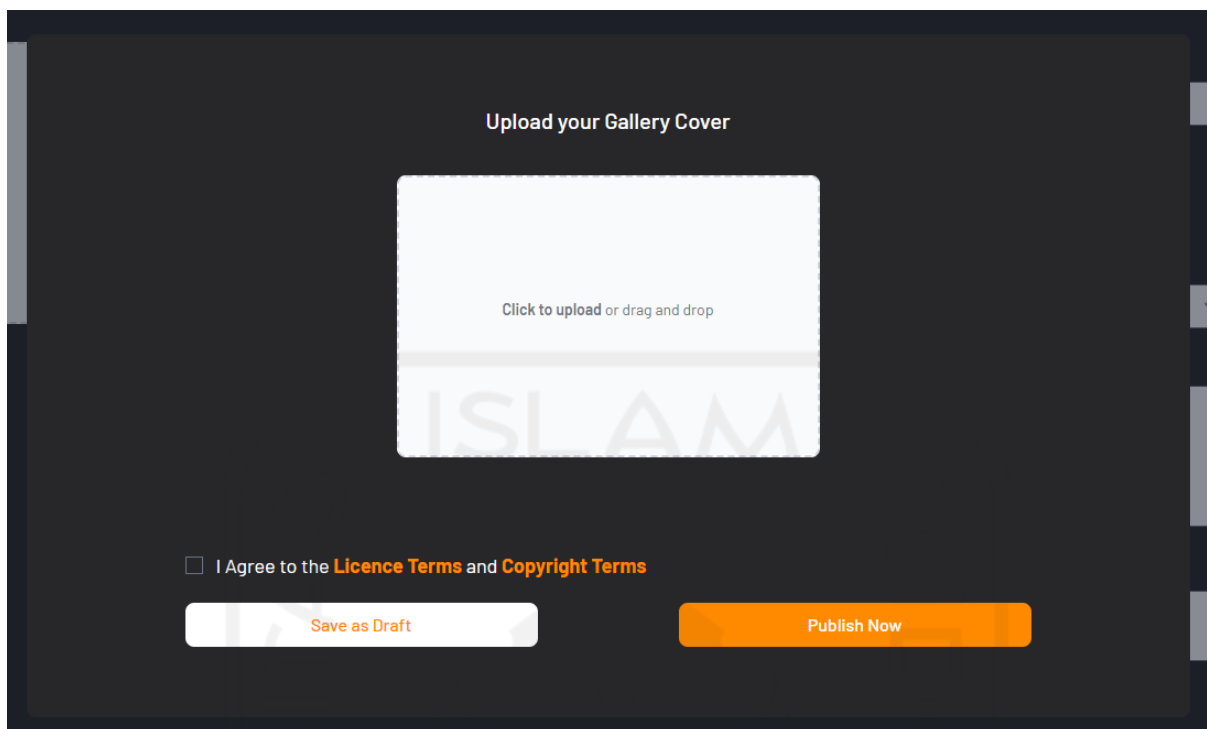 Upload your Gallery Cover
Click to upload or drag and drop
ISLAM
I Agree to the Licence Terms and Copyright Terms
Save as Draft
Publish Now